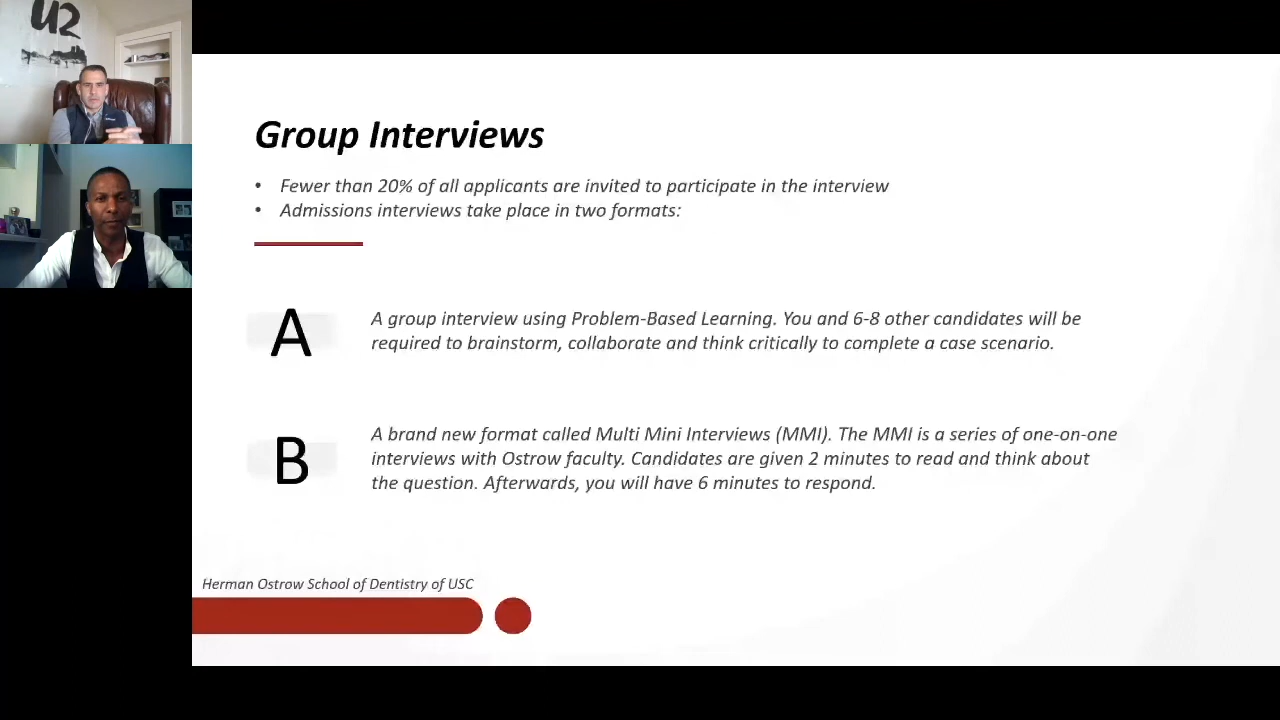 U2
Group Interviews
• Fewer than 20% of all applicants are invited to participate in the interview
• Admissions interviews take place in two formats:
A
A group interview using Problem-Based Learning. You and 6-8 other candidates will be
required to brainstorm, collaborate and think critically to complete a case scenario.
B
A brand new format called Multi Mini Interviews (MMI). The MMI is a series of one-on-one
interviews with Ostrow faculty. Candidates are given 2 minutes to read and think about
the question. Afterwards, you will have 6 minutes to respond.
Herman Ostrow School of Dentistry of USC